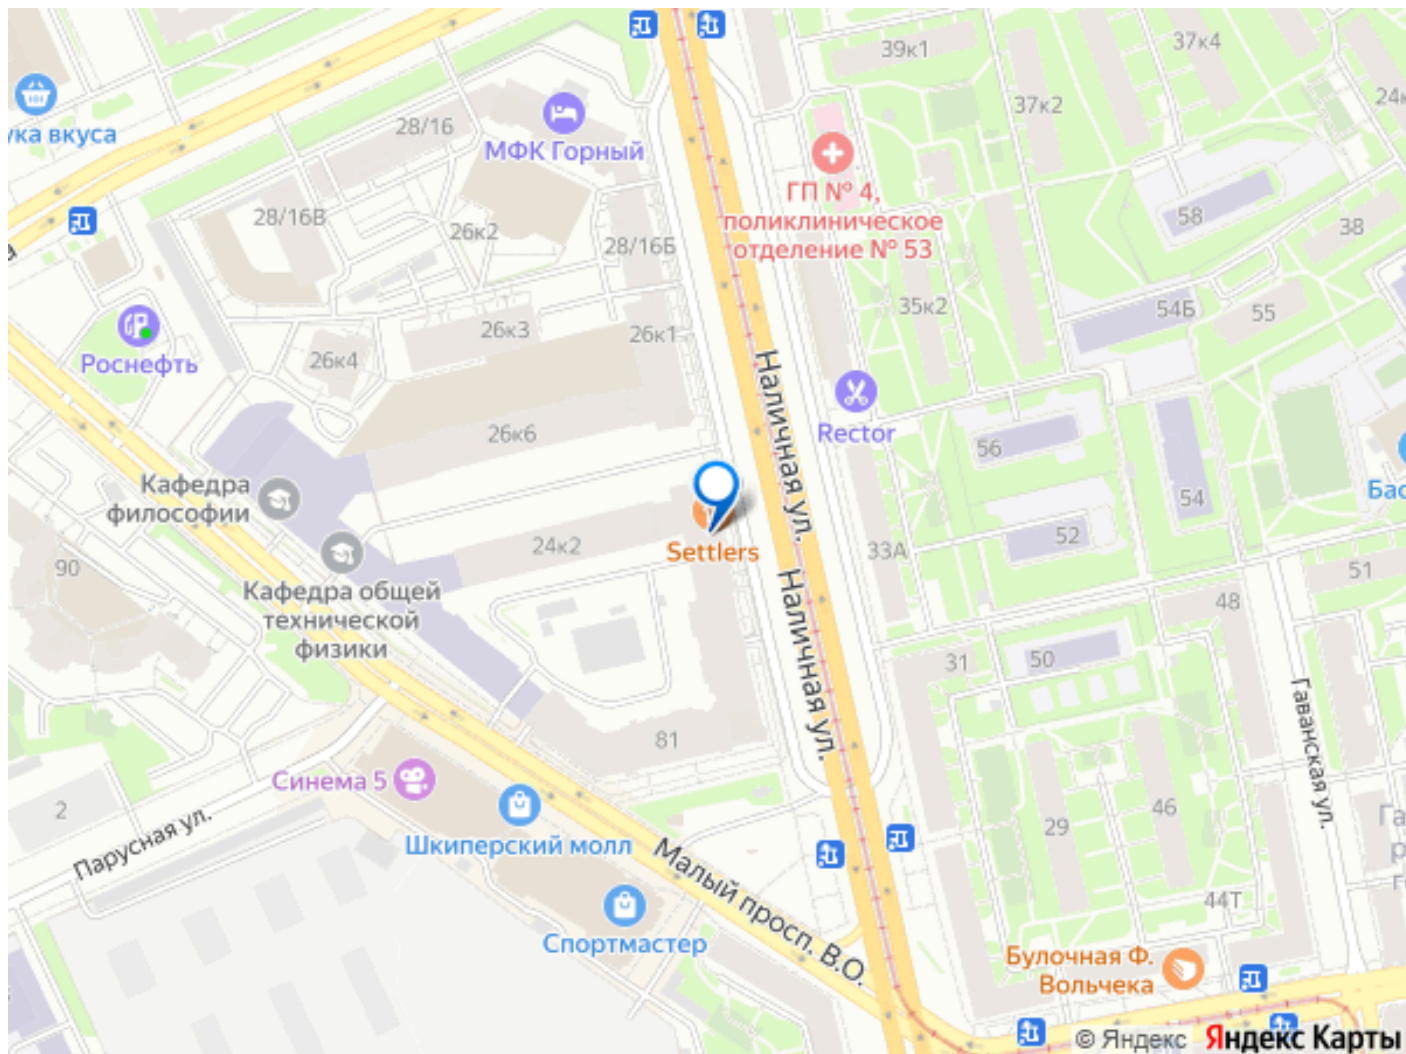 39к1
37к4
37к2
28/16
МФК Горный
ука вкуса
ГП № 4,
поликлиническое
отделение № 53
28/16В
26к2
28/16Б
58
38
35к2
54Б
55
26к3
26к1
26к4
Роснефть
Наличная ул.
Rector
26к6
56
54
Кафедра
философии
24к2
Settlers
33А
52
51
90
Кафедра общей
технической
физики
48
Наличная ул.
31
50
Гаванская ул.
81
Синема 5
2
Парусная ул.
Шкиперский молл
29
46
Малый просп. В.О.
44Т
Спортмастер
Булочная Ф.
Вольчека
© Яндекс Яндекс Карты